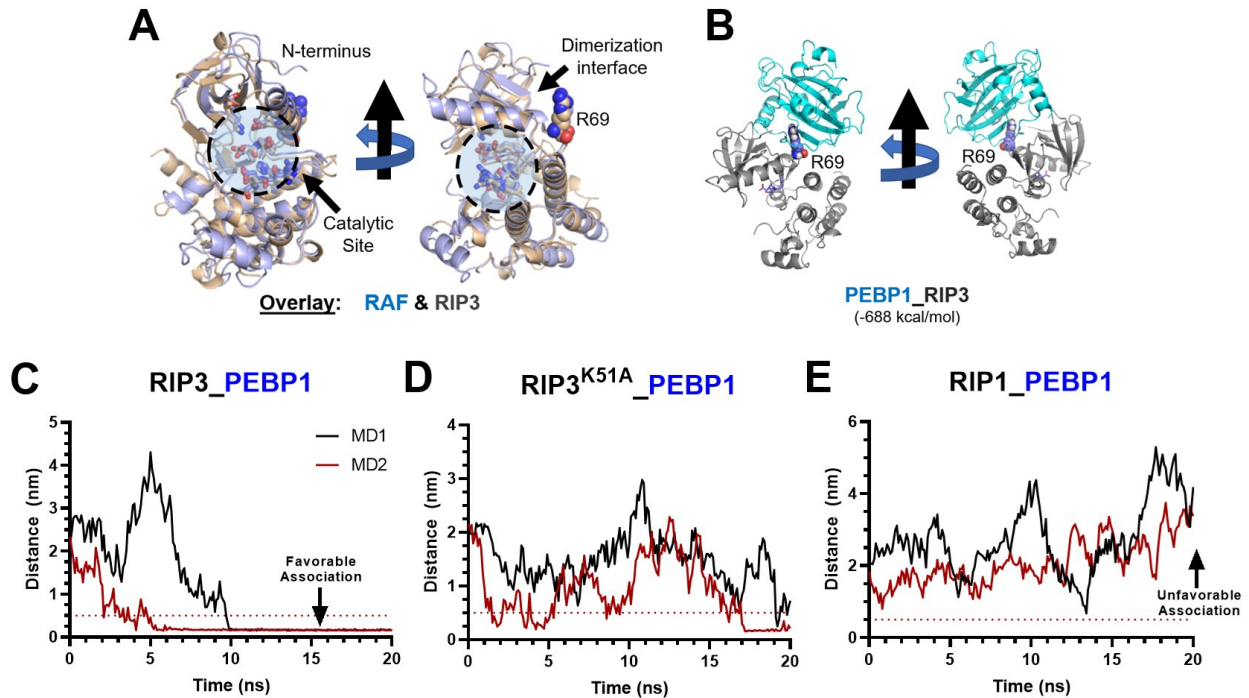 A
N-terminus
Dimerization
interface
R69
Catalytic
Site
Overlay: RAF & RIP3
B
R69
R69
PEBP1_RIP3
(-688 kcal/mol)
C
RIP3_PEBP1
MD1
MD2
Favorable
Association
Distance (nm)
5
4
3
2
1
0
0 5 10 15 20
Time (ns)
D
RIP3K51A_PEBP1
Distance (nm)
4
3
2
1
0
0 5 10 15 20
Time (ns)
E
RIP1_PEBP1
Unfavorable
Association
Distance (nm)
6
4
2
0
0 5 10 15 20
Time (ns)